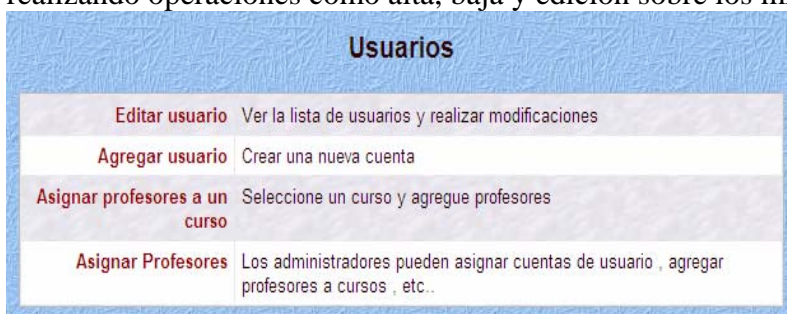 realizando operaciones como alta, baja y edición sobre los
Usuarios
Editar usuario Ver la lista de usuarios y realizar modificaciones
Agregar usuario Crear una nueva cuenta
Asignar profesores a un Seleccione un curso y agregue profesores
curso
Asignar Profesores Los administradores pueden asignar cuentas de usuario , agregar
profesores a cursos , etc..